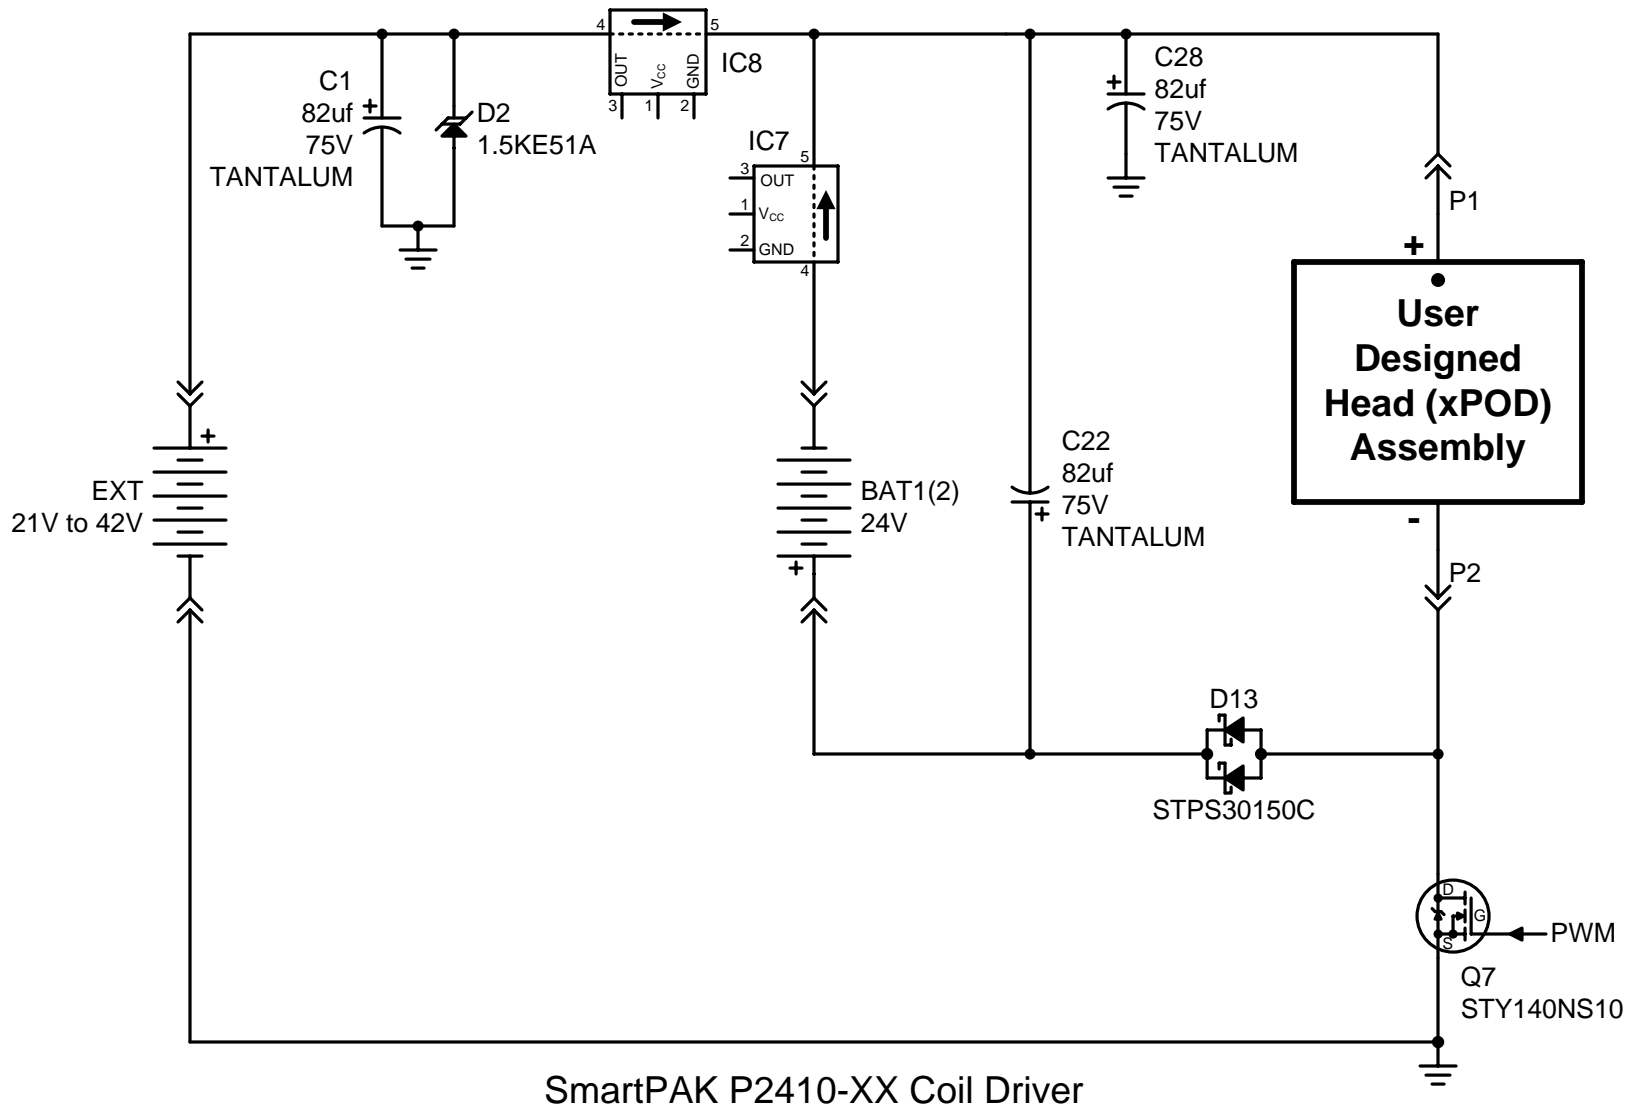 C1
82uf
75V
TANTALUM
+
D2
1.5KE51A
4
5
OUT
VCC
GND
3
1
2
IC8
IC7
5
3
OUT
1
VCC
2
GND
4
+
C28
82uf
75V
TANTALUM
P1
+
User
Designed
Head (xPOD)
Assembly
-
P2
+
EXT
21V to 42V
BAT1(2)
24V
+
C22
82uf
75V
TANTALUM
+
D13
STPS30150C
D
G
S
PWM
Q7
STY140NS10
SmartPAK P2410-XX Coil Driver